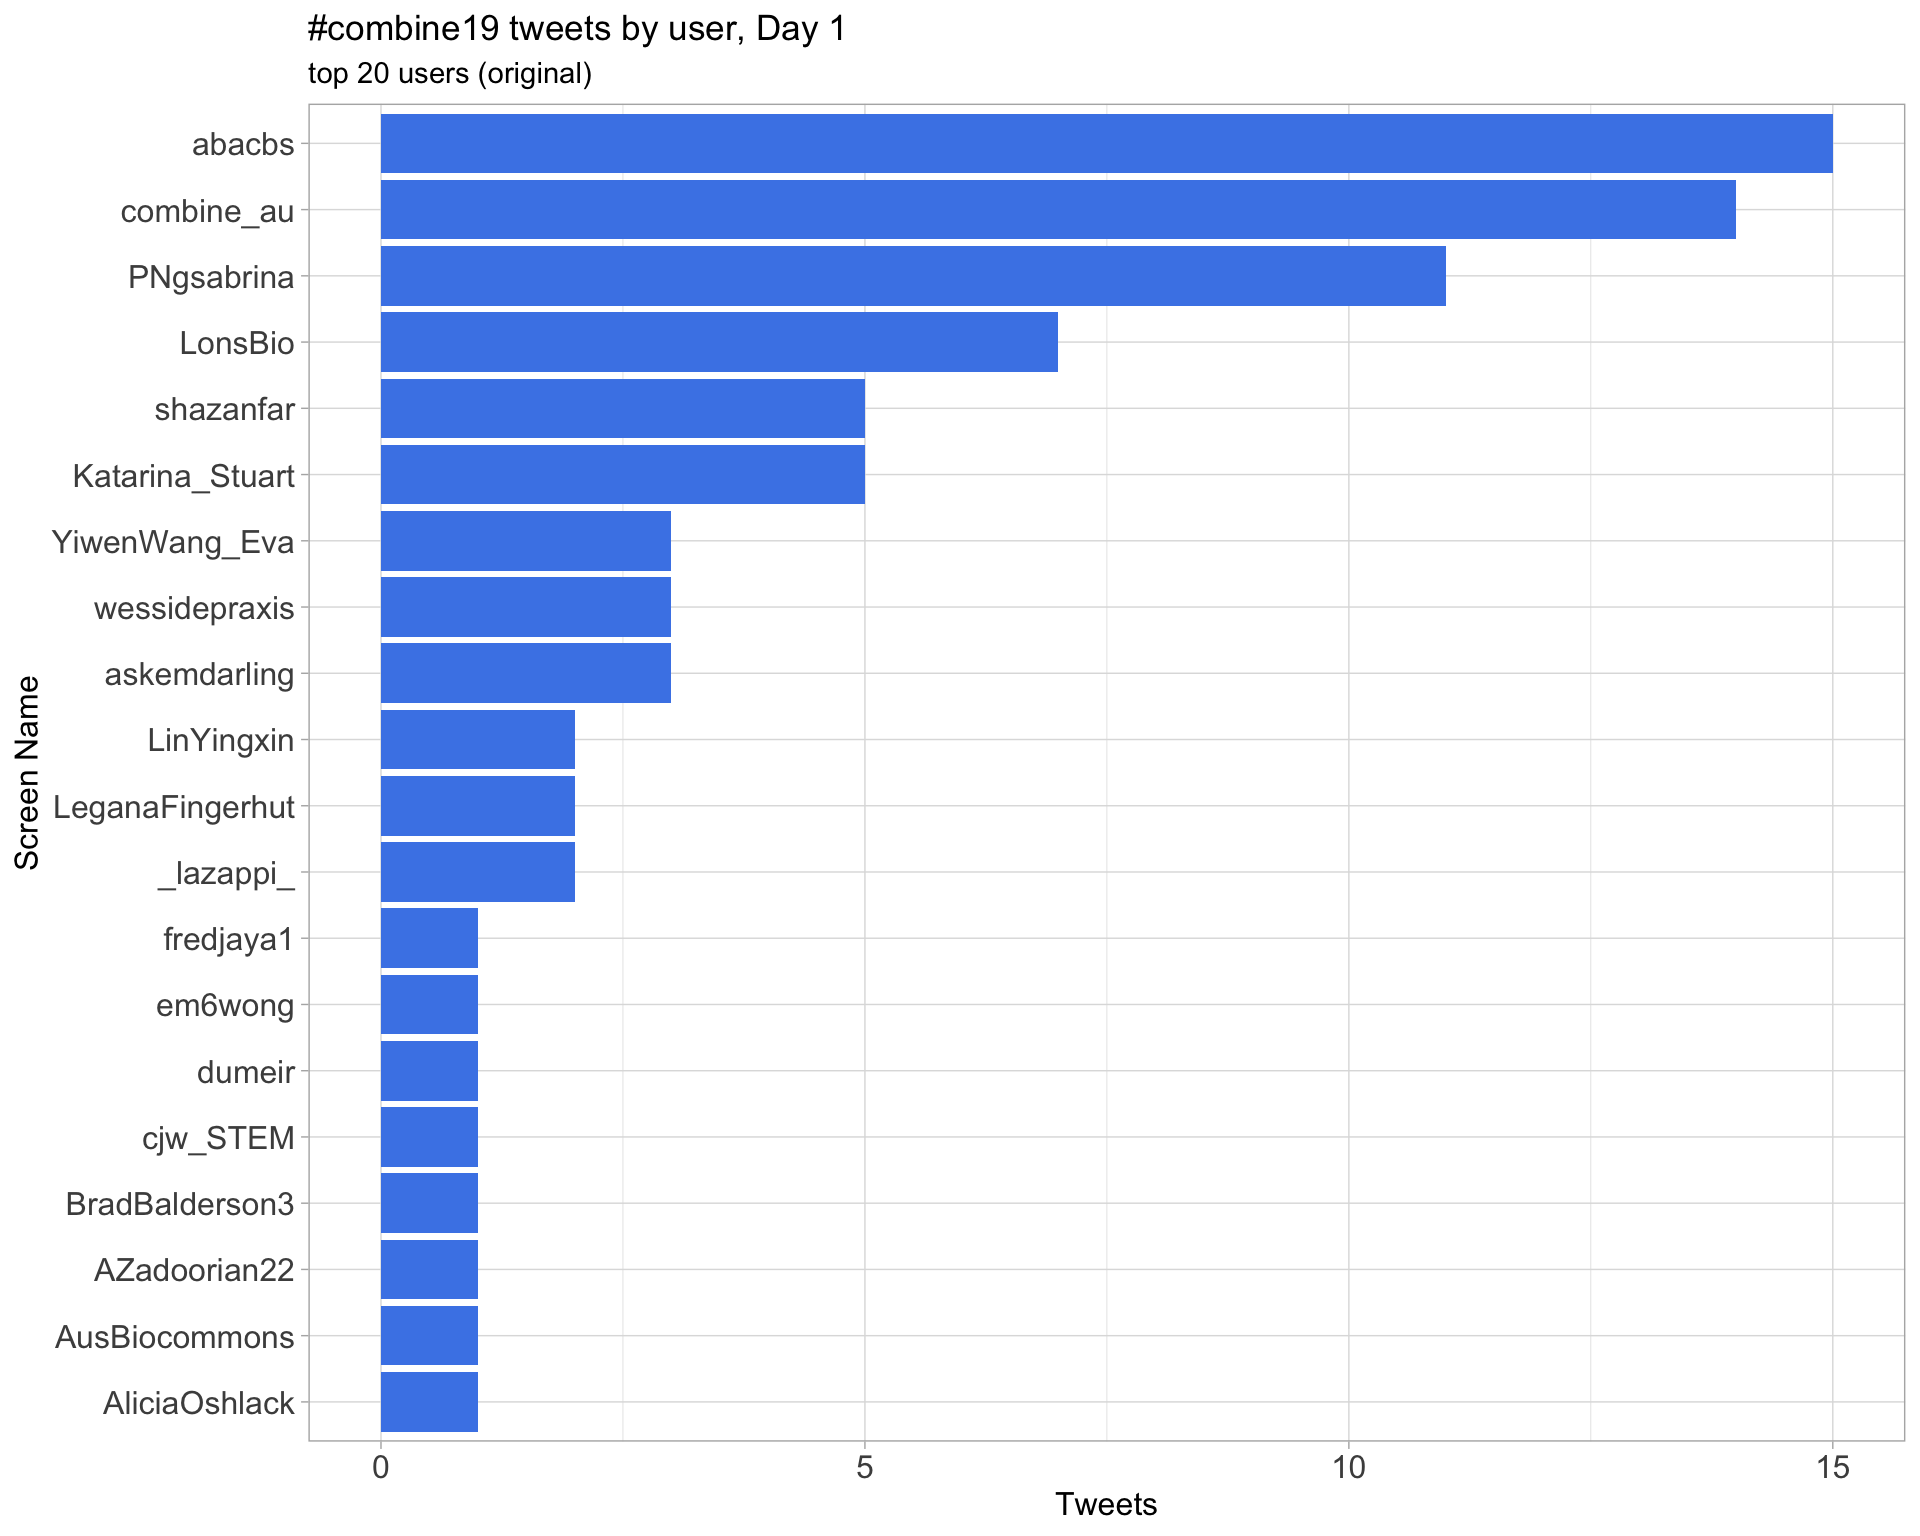 #combine19 tweets by user, Day 1
top 20 users (original)
abacbs
combine_au
PNgsabrina
LonsBio
shazanfar
Katarina_Stuart
YiwenWang_Eva
wessidepraxis
askemdarling
LinYingxin
LeganaFingerhut
_lazappi_
fredjaya1
em6wong
dumeir
cjw_STEM
BradBalderson3
AZadoorian22
AusBiocommons
AliciaOshlack
Screen Name
0 5 10 15
Tweets